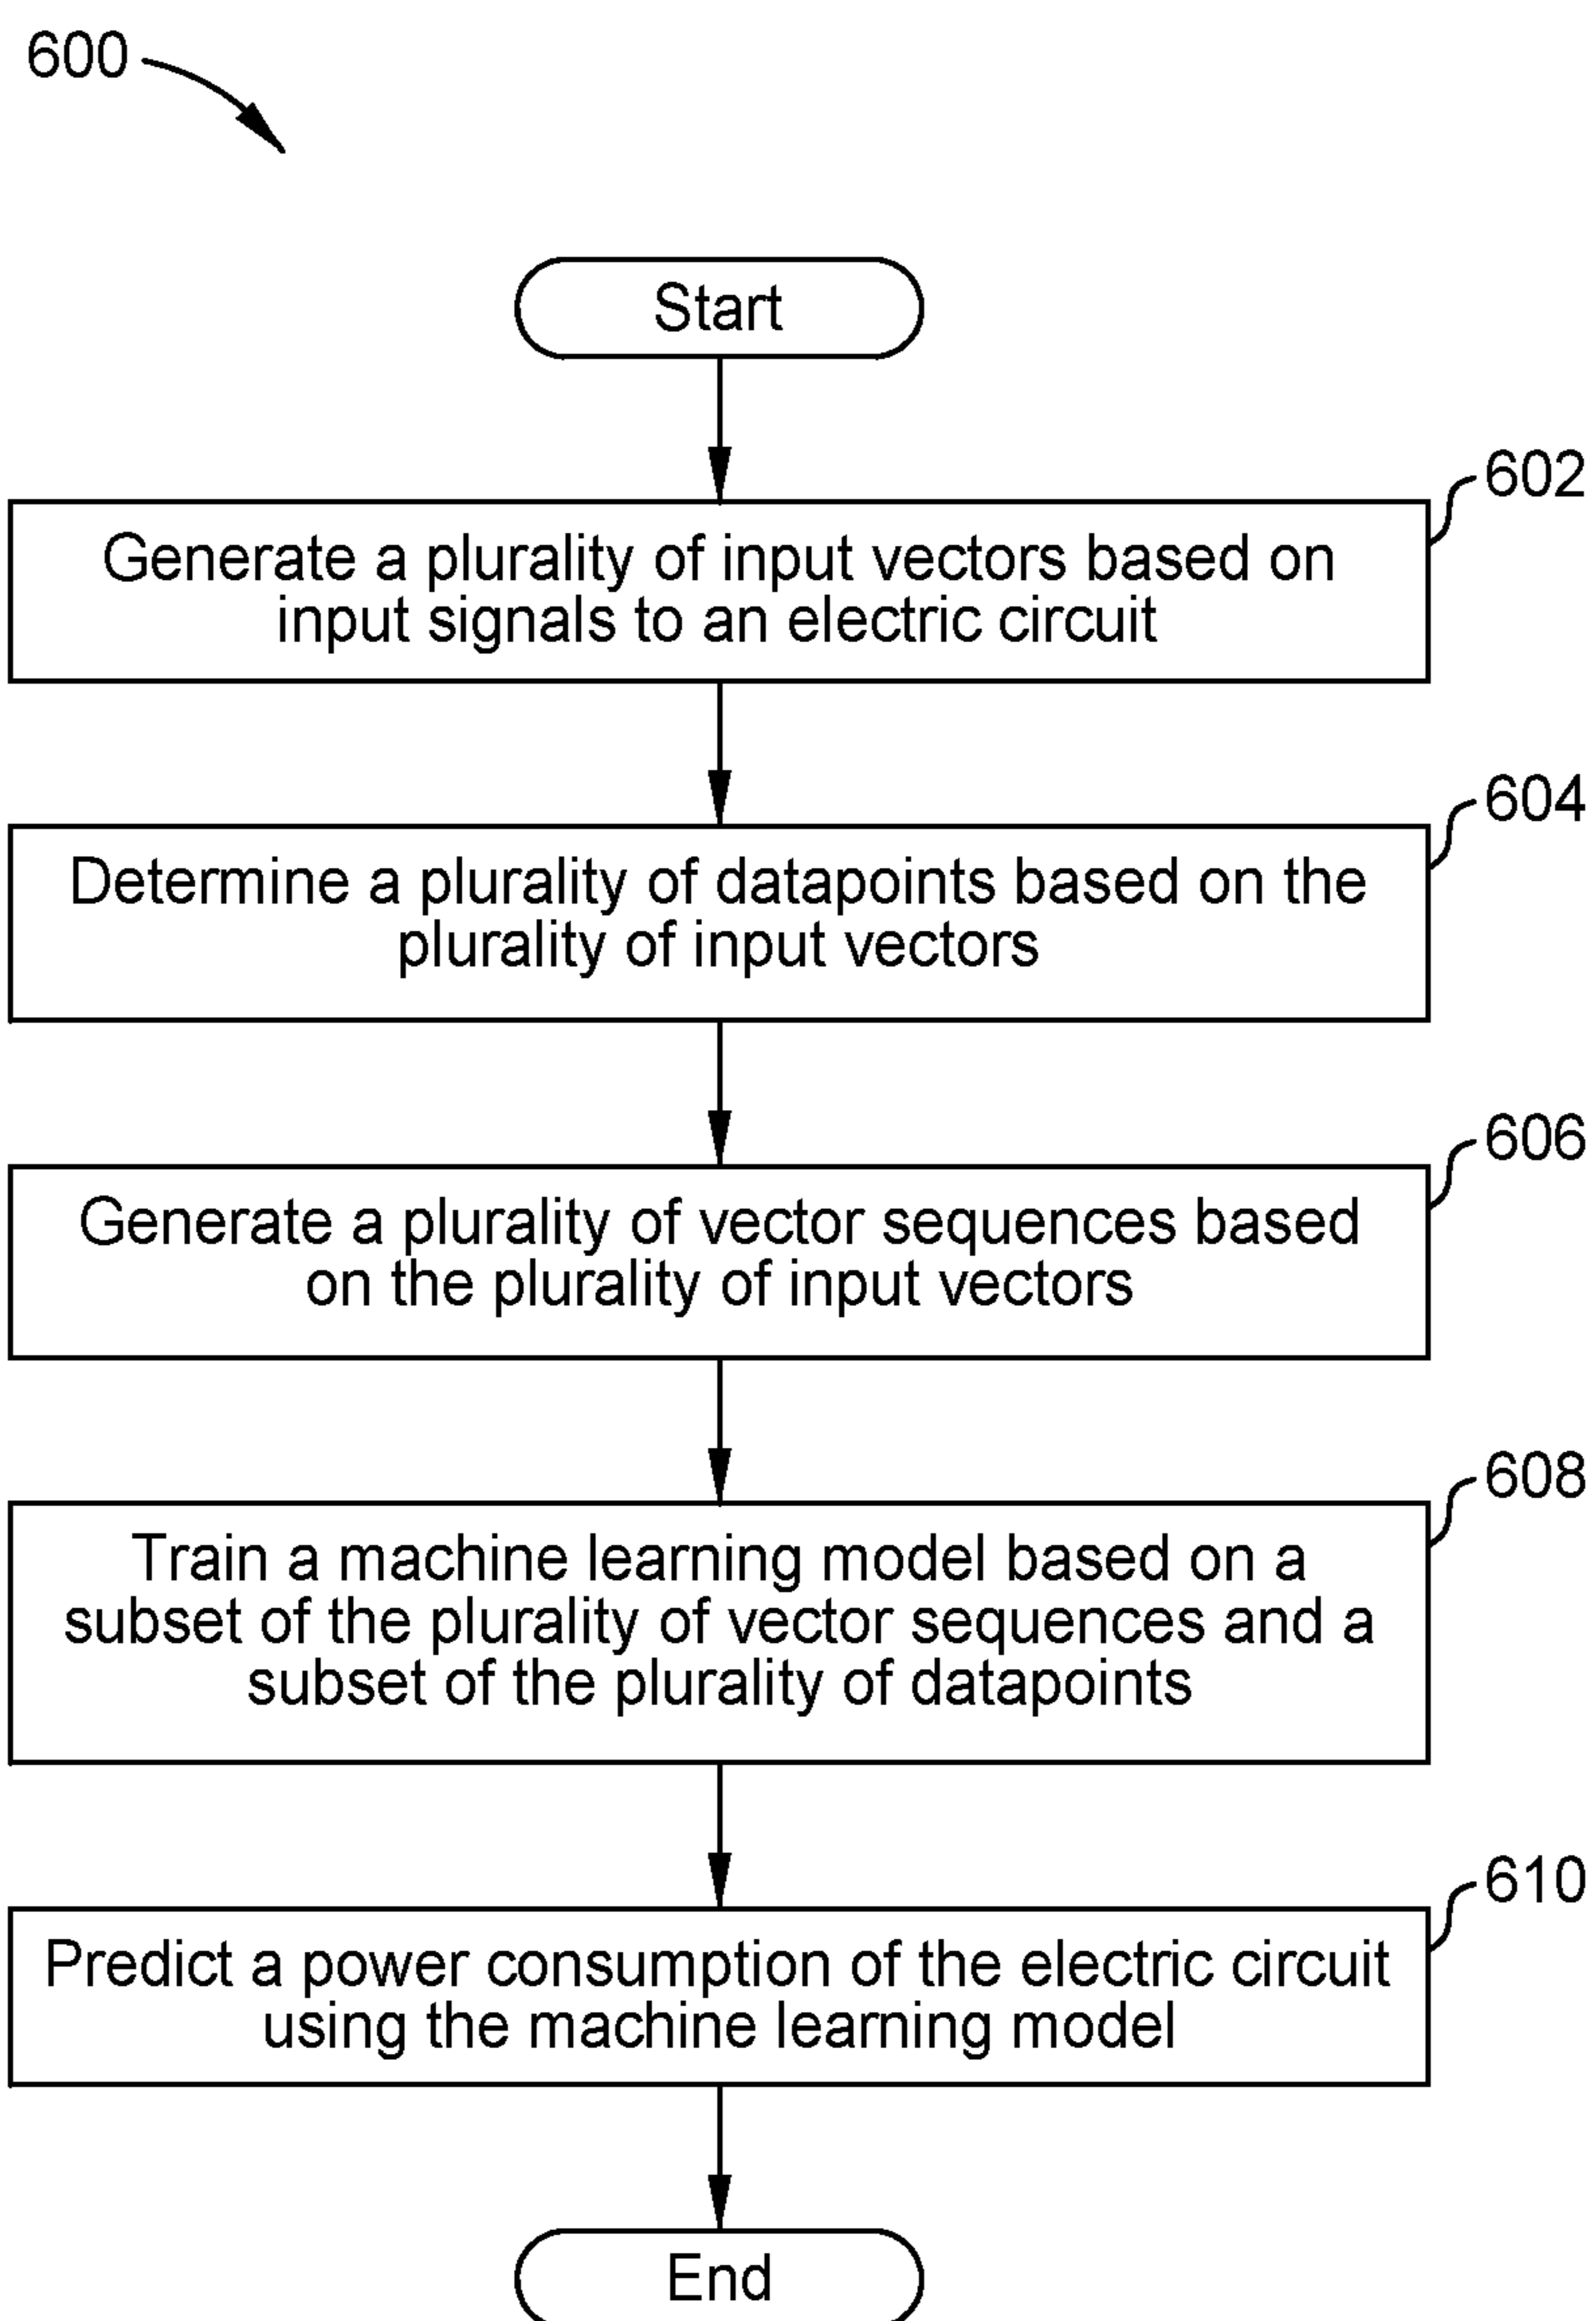 600
Start
602
Generate a plurality of input vectors based on
input signals to an electric circuit
604
Determine a plurality of datapoints based on the
plurality of input vectors
606
Generate a plurality of vector sequences based
on the plurality of input vectors
608
Train a machine learning model based on a
subset of the plurality of vector sequences and a
subset of the plurality of datapoints
610
Predict a power consumption of the electric circuit
using the machine learning model
End